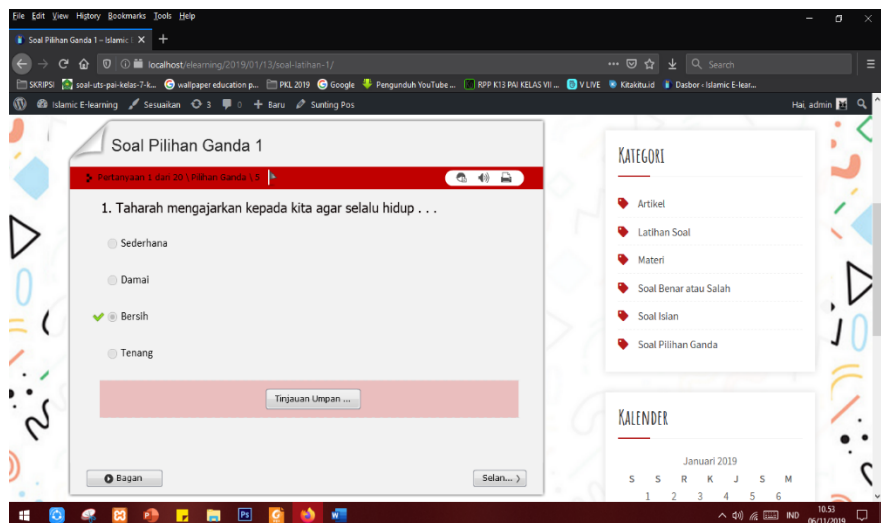 File Edit View History Bookmarks Tools Help
Soal Pilihan Ganda 1 – Islamic
localhost/elearning/2019/01/13/soal-latihan-1/
Search
SKRIPSI soal-uts-pai-kelas-7-k... wallpaper education p... PKL 2019 Google Pengunduh YouTube ... RPP K13 PAI KELAS VII ... V LIVE Kitakitu.id Dasbor ‹ Islamic E-lear...
Islamic E-learning Sesuaikan 3 0 Baru Sunting Pos Hai, admin
Soal Pilihan Ganda 1
Pertanyaan 1 dari 20 \ Pilihan Ganda \ 5
1. Taharah mengajarkan kepada kita agar selalu hidup . . .
Sederhana
Damai
Bersih
Tenang
Tinjauan Umpan ...
Bagan
Selan...
KATEGORI
Artikel
Latihan Soal
Materi
Soal Benar atau Salah
Soal Isian
Soal Pilihan Ganda
KALENDER
Januari 2019
S S R K J S M
1 2 3 4 5 6
IND
10.53
06/11/2019